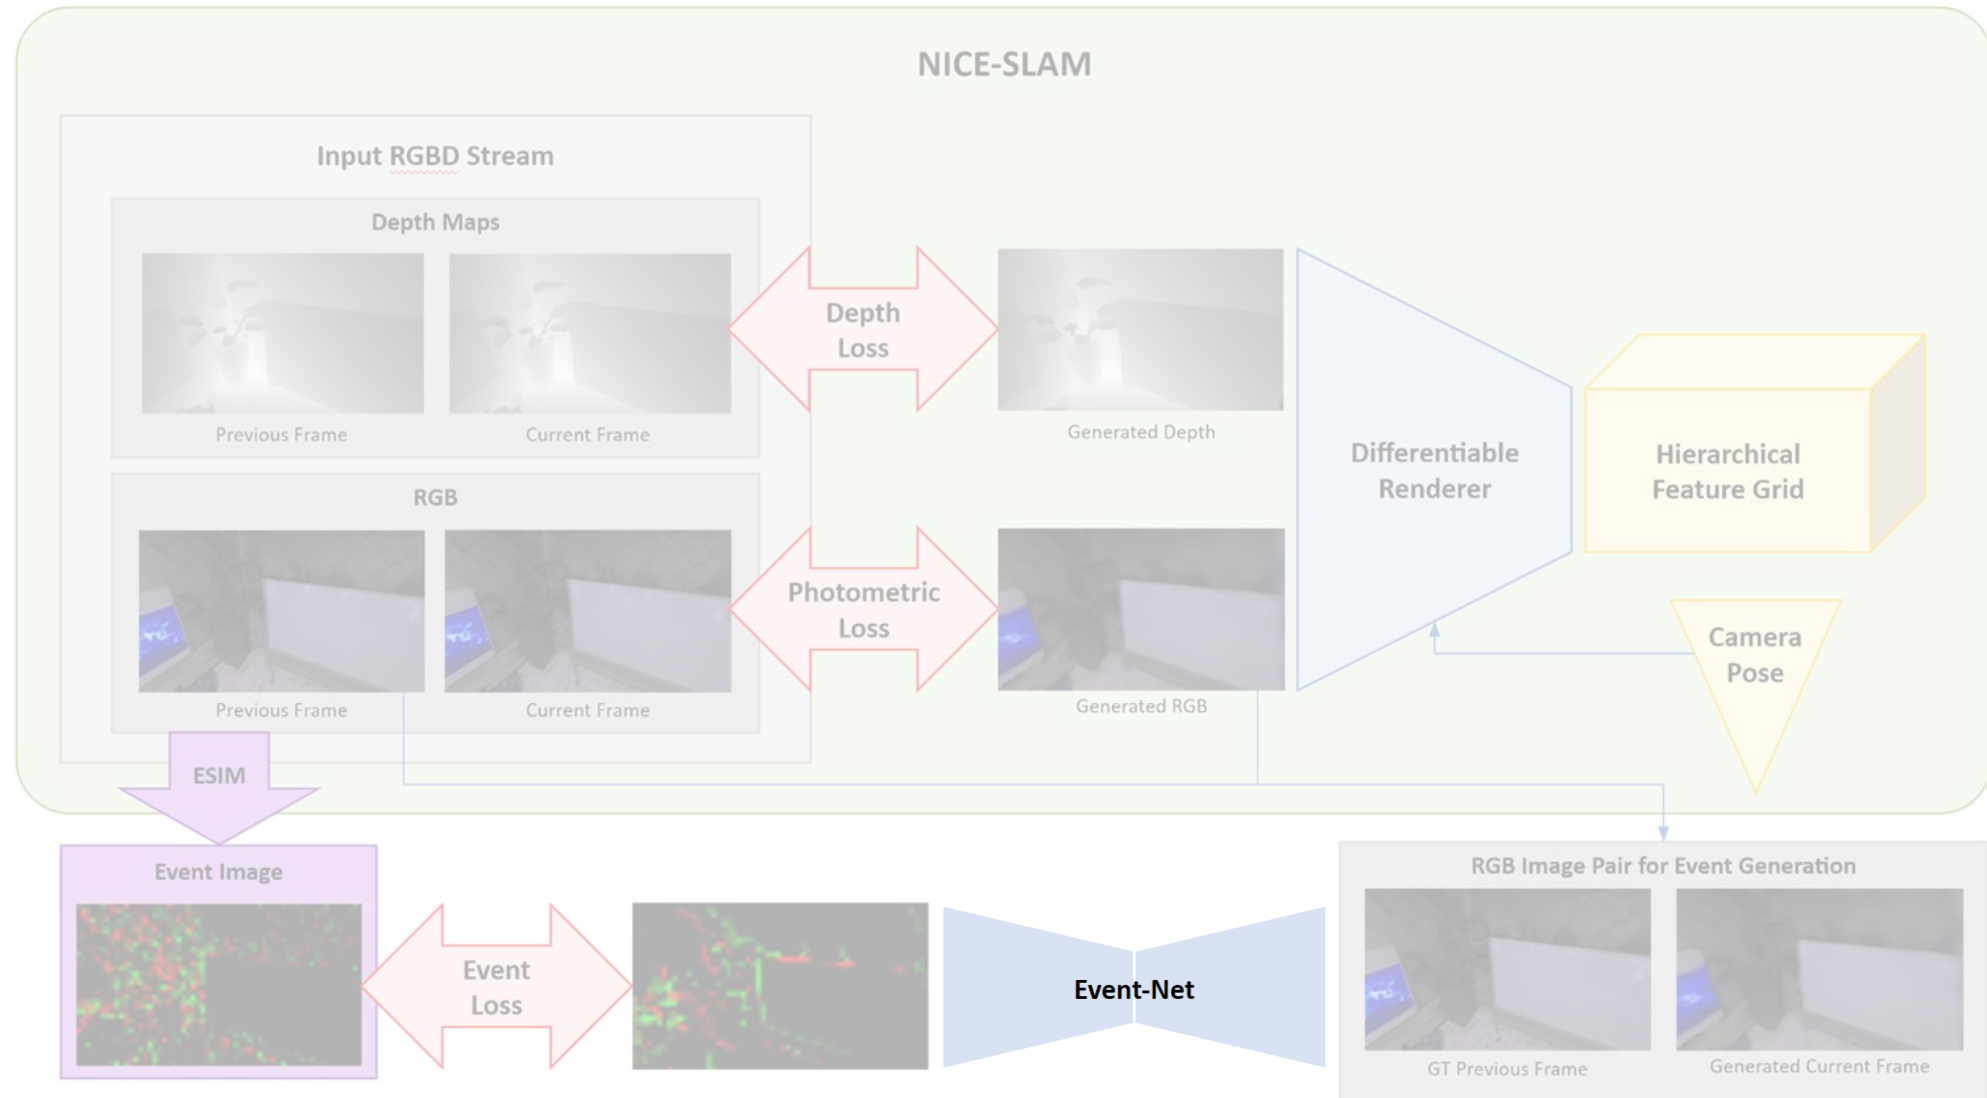 NICE-SLAM
Input RGBD Stream
Depth Maps
Previous Frame
Current Frame
Depth
Loss
Generated Depth
Differentiable
Renderer
Hierarchical
Feature Grid
RGB
Previous Frame
Current Frame
Photometric
Loss
Generated RGB
Camera
Pose
ESIM
Event Image
Event
Loss
Event-Net
RGB Image Pair for Event Generation
GT Previous Frame
Generated Current Frame